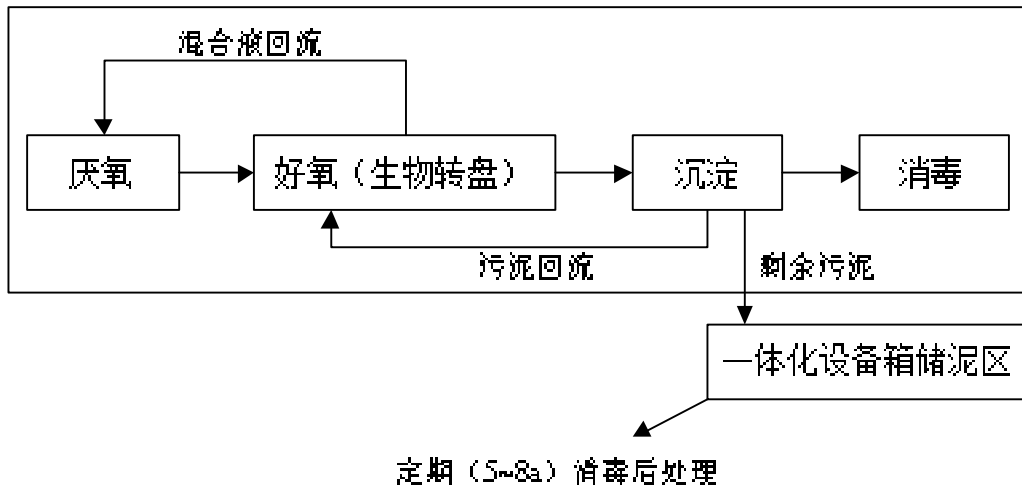 混合液回流
厌氧
好氧（生物转盘）
沉淀
消毒
污泥回流
剩余污泥
一体化设备箱储泥区
定期（5~8a）消毒后处理